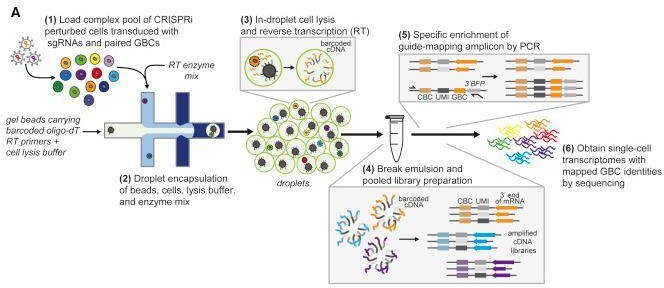 A
(1) Load complex pool of CRISPRi
perturbed cells transduced with
sgRNAs and paired GBCs
RT enzyme
mix
gel beads carrying
barcoded oligo-dT
RT primers +
cell lysis buffer
(2) Droplet encapsulation
of beads, cells, lysis buffer,
and enzyme mix
(3) In-droplet cell lysis
and reverse transcription (RT)
barcoded
cDNA
droplets
(4) Break emulsion and
pooled library preparation
barcoded
cDNA
CBC UMI
3' end
of mRNA
amplified
cDNA
libraries
(5) Specific enrichment of
guide-mapping amplicon by PCR
3'BFP
CBC UMI GBC
(6) Obtain single-cell
transcriptomes with
mapped GBC identities
by sequencing